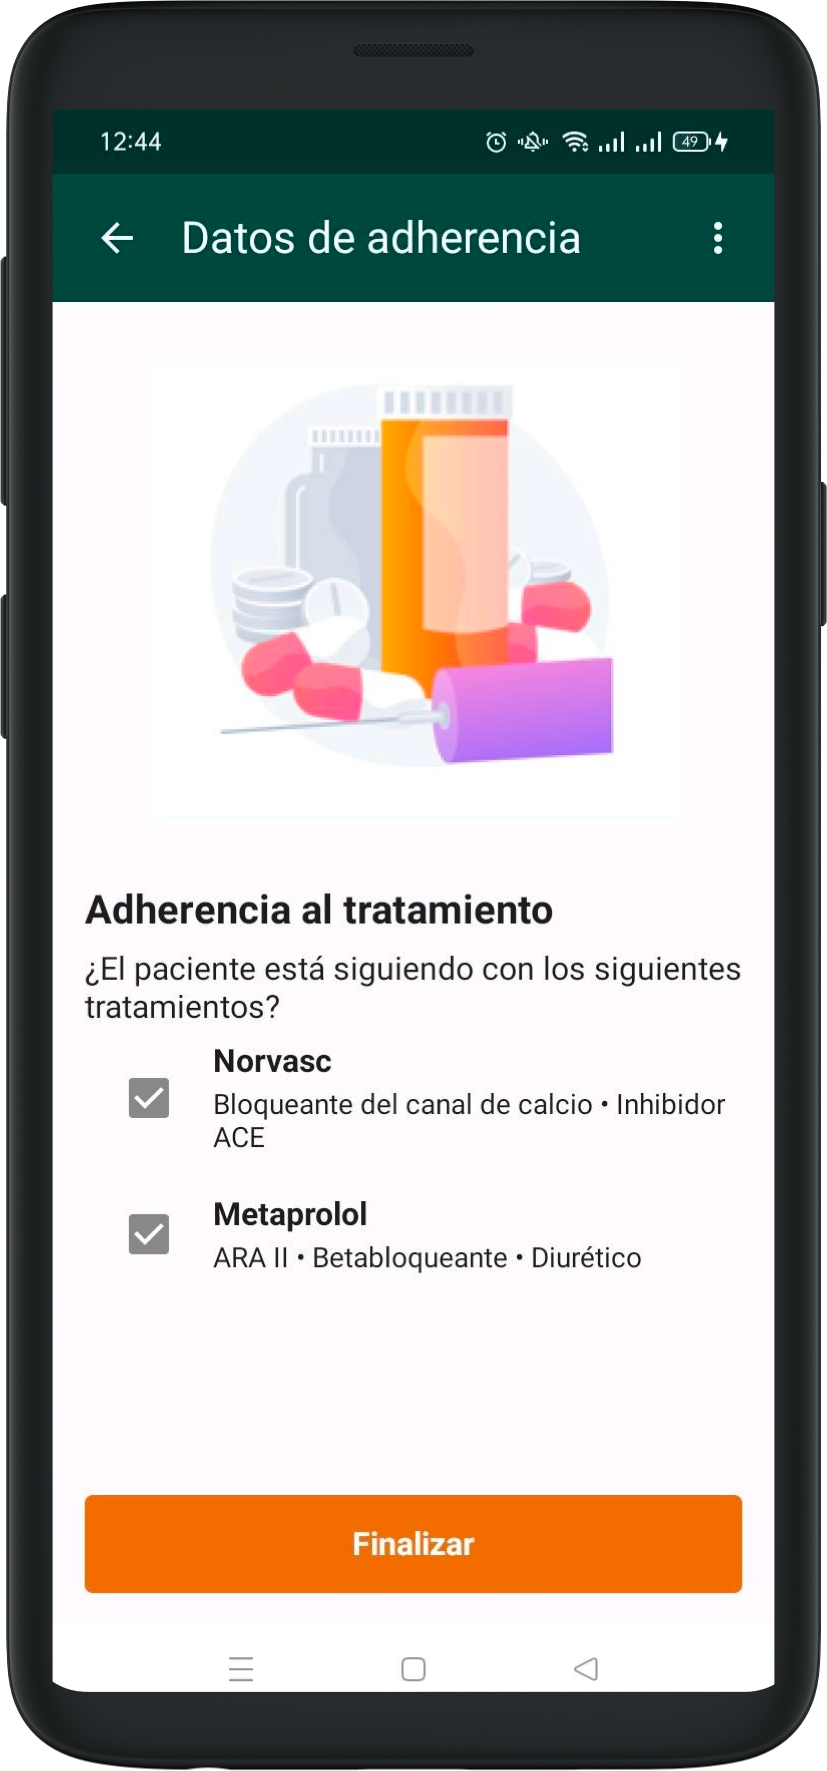 12:44
49
Datos de adherencia
Adherencia al tratamiento
¿El paciente está siguiendo con los siguientes
tratamientos?
Norvasc
Bloqueante del canal de calcio • Inhibidor
ACE
Metaprolol
ARA II • Betabloqueante • Diurético
Finalizar